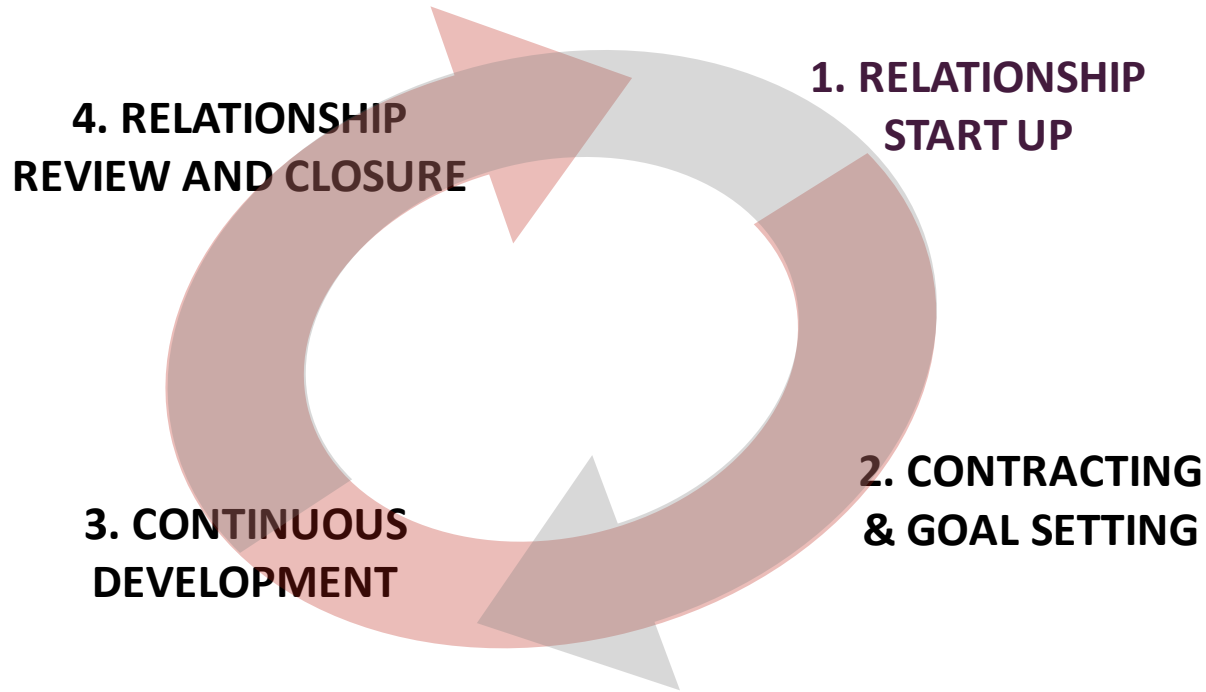 1. RELATIONSHIP
START UP
2. CONTRACTING
& GOAL SETTING
3. CONTINUOUS
DEVELOPMENT
4. RELATIONSHIP
REVIEW AND CLOSURE